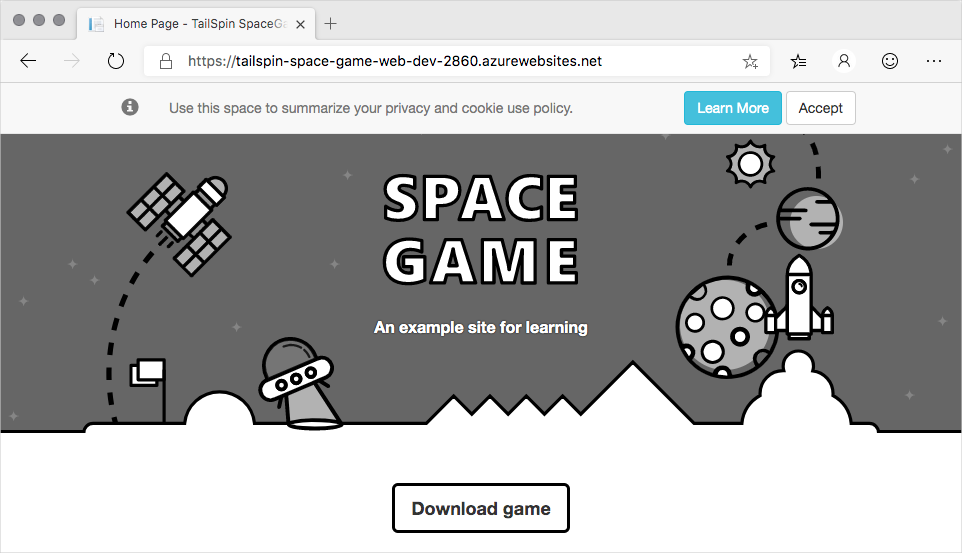 Home Page - TailSpin SpaceGa
https://tailspin-space-game-web-dev-2860.azurewebsites.net
Use this space to summarize your privacy and cookie use policy.
Learn More
Accept
SPACE
GAME
An example site for learning
Download game